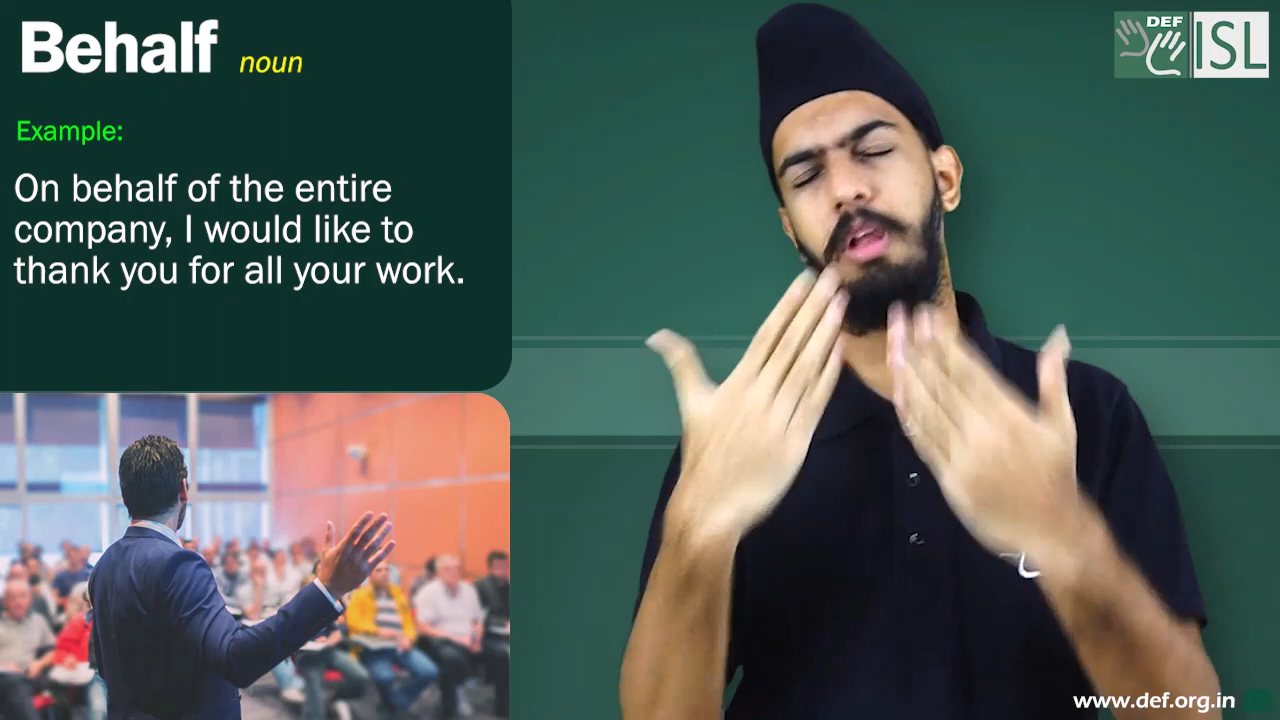 Behalf noun
Example:
On behalf of the entire
company, I would like to
thank you for all your work.
DEF
ISL
www.def.org.in